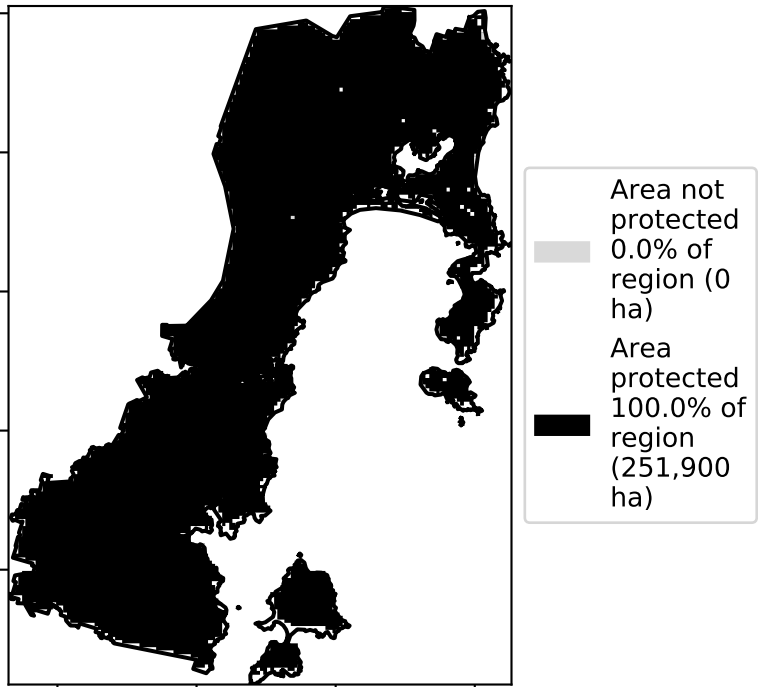 Area not
protected
0.0% of
region (0
ha)
Area
protected
100.0% of
region
(251,900
ha)